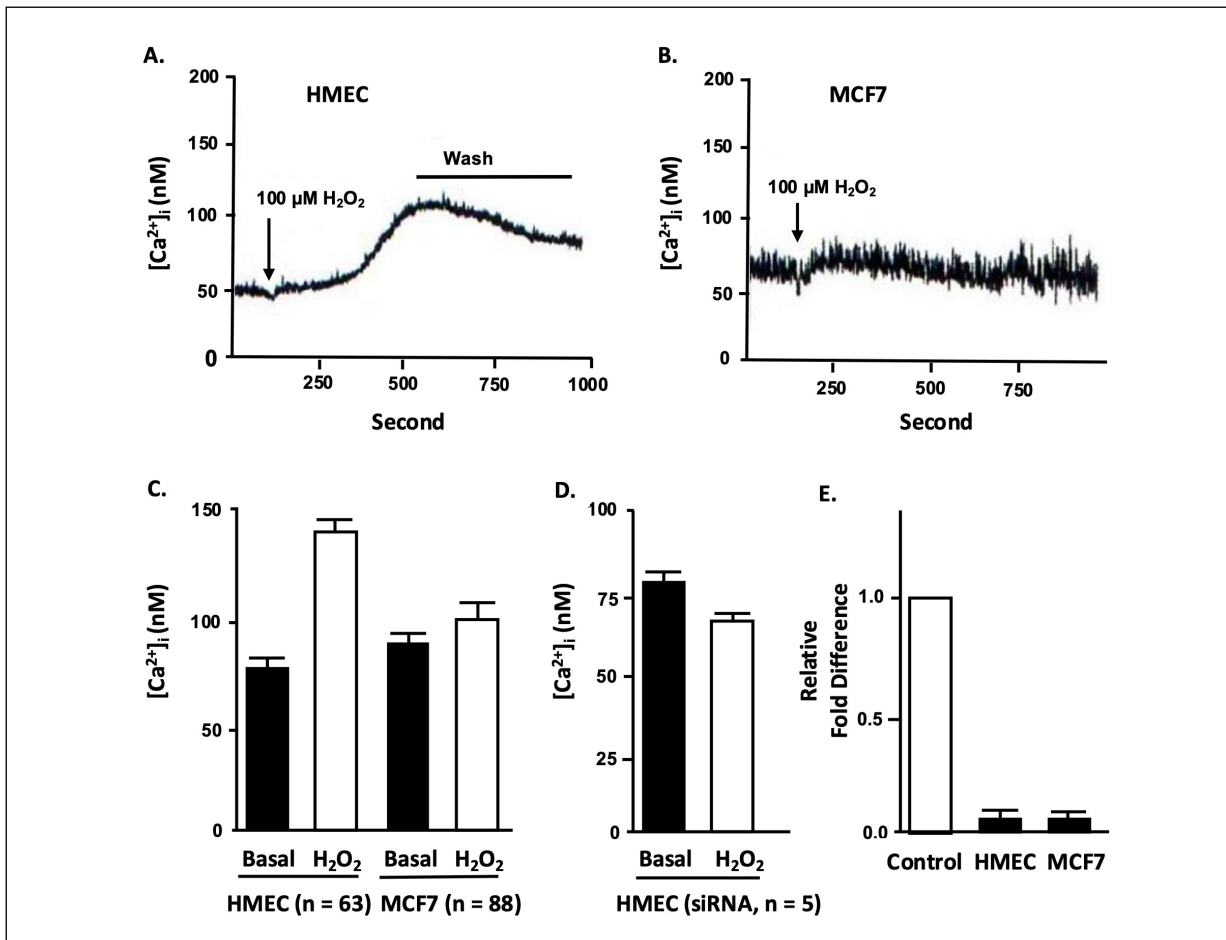 A.
HMEC
200
150
100
50
0
[Ca²⁺]ᵢ (nM)
100 µM H₂O₂
Wash
250 500 750 1000
Second
B.
MCF7
200
150
100
50
0
[Ca²⁺]ᵢ (nM)
100 µM H₂O₂
250 500 750
Second
C.
150
100
50
0
[Ca²⁺]ᵢ (nM)
Basal H₂O₂ Basal H₂O₂
HMEC (n = 63) MCF7 (n = 88)
D.
100
75
50
25
0
[Ca²⁺]ᵢ (nM)
Basal H₂O₂
HMEC (siRNA, n = 5)
E.
Relative
Fold Difference
1.0
0.5
0.0
Control HMEC MCF7